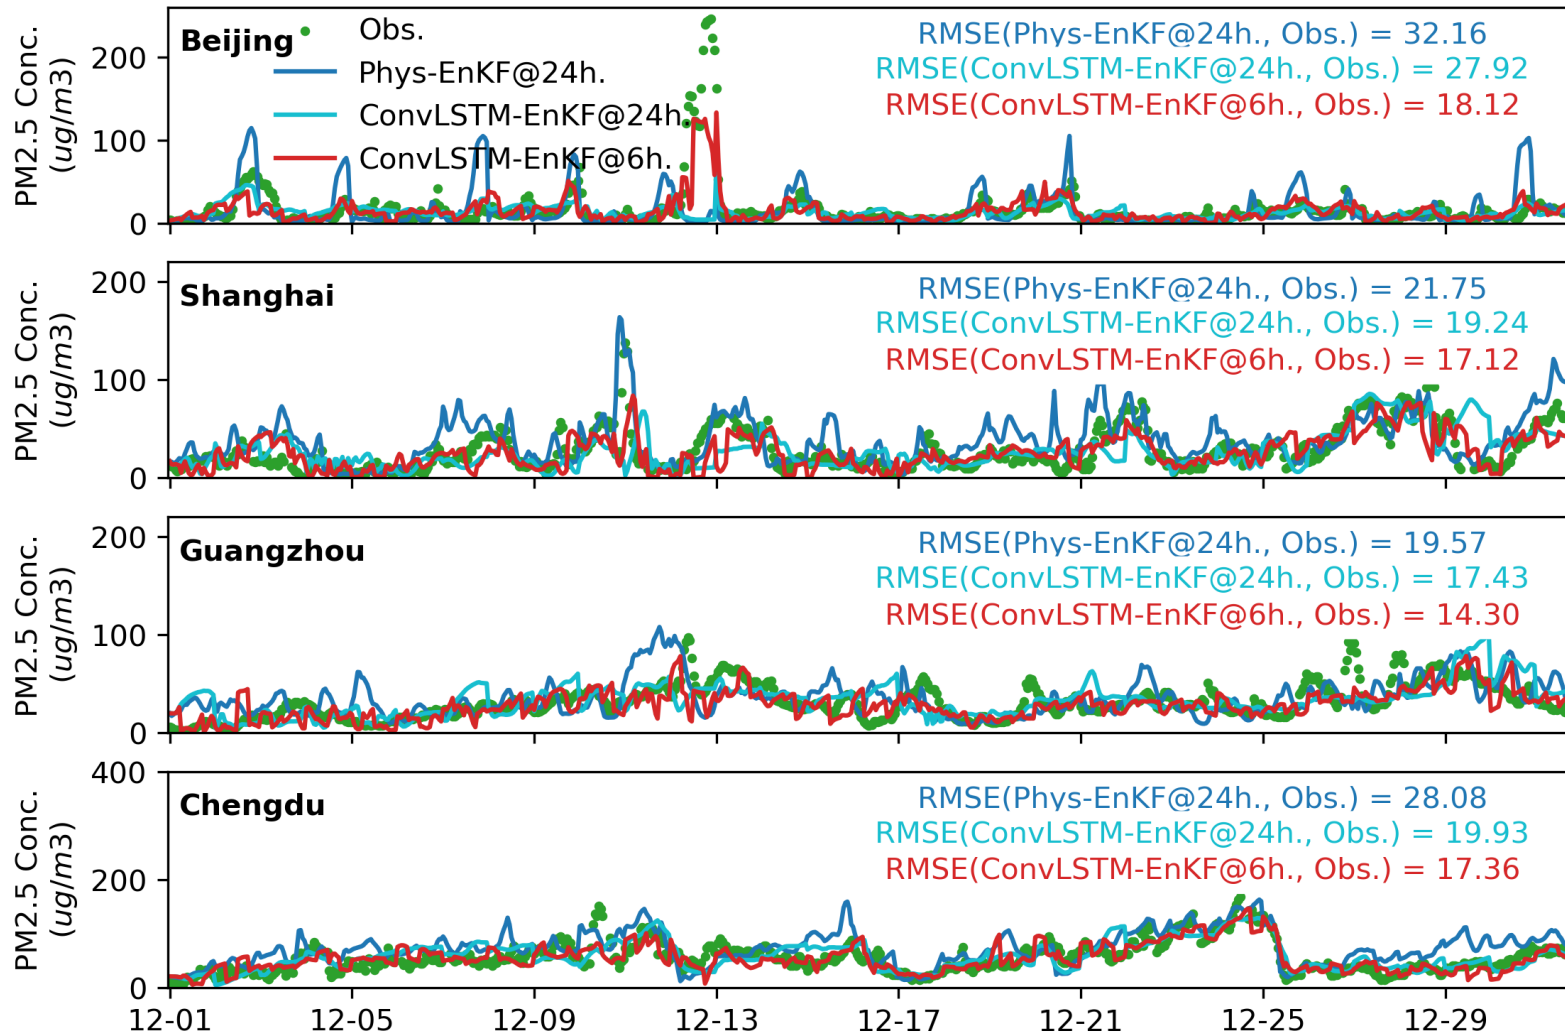 PM2.5 Conc.
(ug/m3)
200
100
0
Beijing
Obs.
Phys-EnKF@24h.
ConvLSTM-EnKF@24h.
ConvLSTM-EnKF@6h.
RMSE(Phys-EnKF@24h., Obs.) = 32.16
RMSE(ConvLSTM-EnKF@24h., Obs.) = 27.92
RMSE(ConvLSTM-EnKF@6h., Obs.) = 18.12
PM2.5 Conc.
(ug/m3)
200
100
0
Shanghai
RMSE(Phys-EnKF@24h., Obs.) = 21.75
RMSE(ConvLSTM-EnKF@24h., Obs.) = 19.24
RMSE(ConvLSTM-EnKF@6h., Obs.) = 17.12
PM2.5 Conc.
(ug/m3)
200
100
0
Guangzhou
RMSE(Phys-EnKF@24h., Obs.) = 19.57
RMSE(ConvLSTM-EnKF@24h., Obs.) = 17.43
RMSE(ConvLSTM-EnKF@6h., Obs.) = 14.30
PM2.5 Conc.
(ug/m3)
400
200
0
Chengdu
RMSE(Phys-EnKF@24h., Obs.) = 28.08
RMSE(ConvLSTM-EnKF@24h., Obs.) = 19.93
RMSE(ConvLSTM-EnKF@6h., Obs.) = 17.36
12-01 12-05 12-09 12-13 12-17 12-21 12-25 12-29